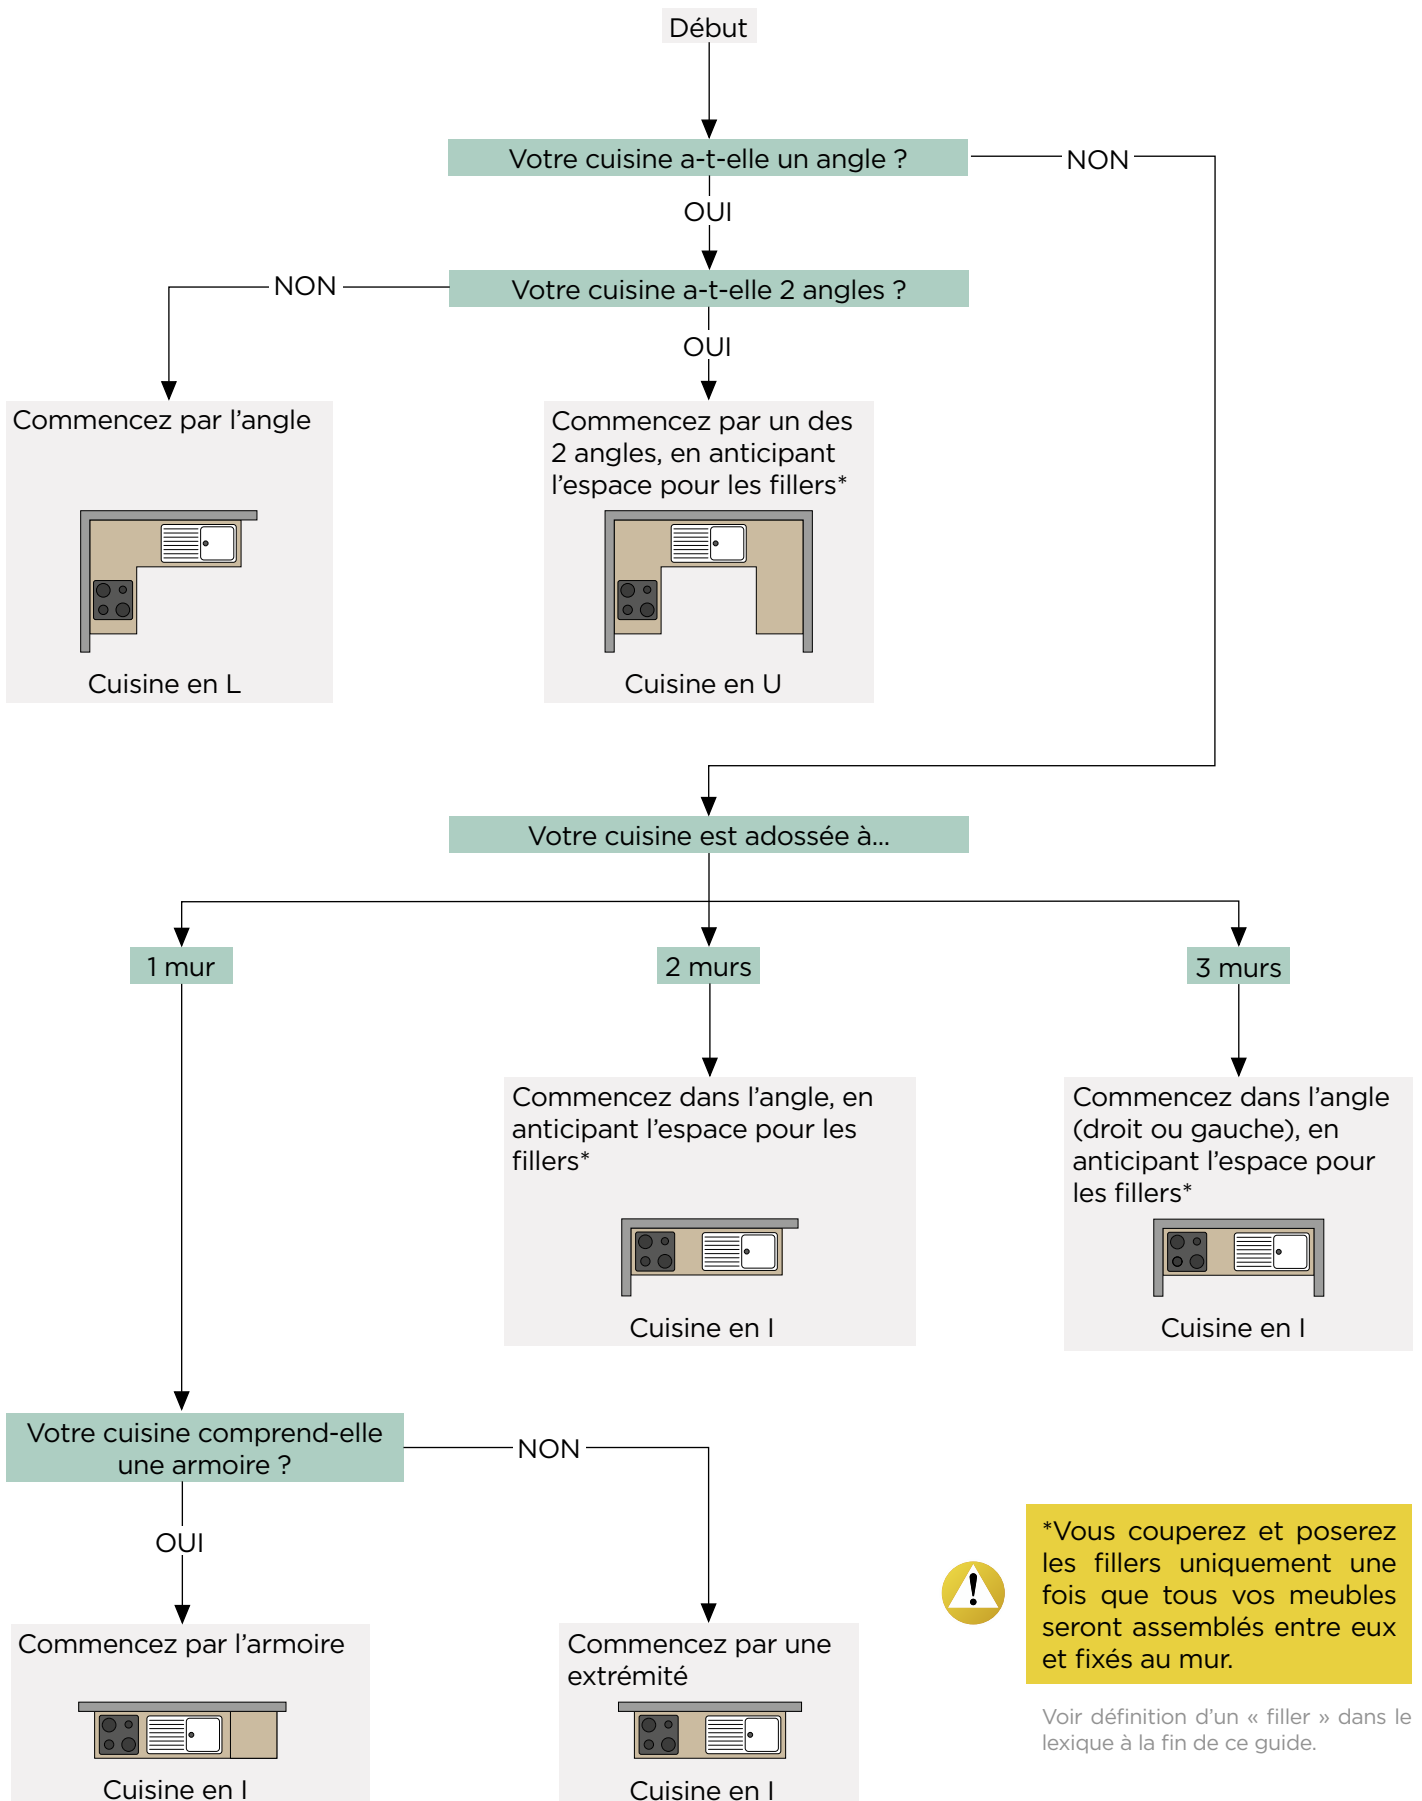 Début
Votre cuisine a-t-elle un angle ?
NON
OUI
NON
Votre cuisine a-t-elle 2 angles ?
OUI
Commencez par l’angle
Cuisine en L
Commencez par un des
2 angles, en anticipant
l’espace pour les fillers*
Cuisine en U
Votre cuisine est adossée à...
1 mur
2 murs
3 murs
Commencez dans l’angle, en
anticipant l’espace pour les
fillers*
Cuisine en I
Commencez dans l’angle
(droit ou gauche), en
anticipant l’espace pour
les fillers*
Cuisine en I
Votre cuisine comprend-elle
une armoire ?
NON
OUI
Commencez par l’armoire
Cuisine en I
Commencez par une
extrémité
Cuisine en I
*Vous couperez et poserez
les fillers uniquement une
fois que tous vos meubles
seront assemblés entre eux
et fixés au mur.
Voir définition d’un « filler » dans le
lexique à la fin de ce guide.